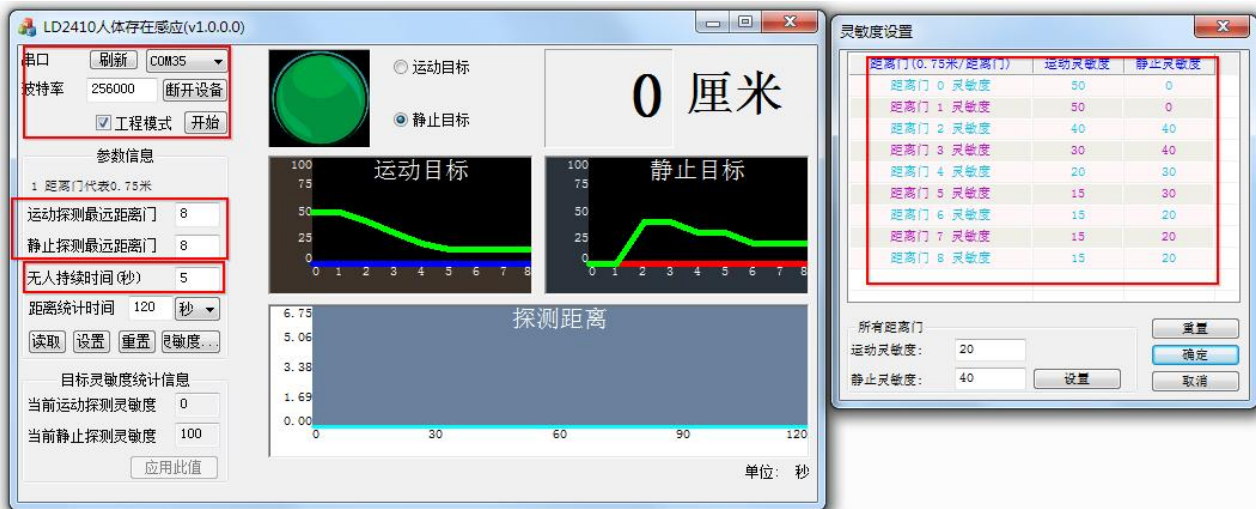 LD2410人体存在感应(v1.0.0.0)
串口 刷新 COM35
波特率 256000 断开设备
工程模式 开始
参数信息
1 距离门代表0.75米
运动探测最远距离门 8
静止探测最远距离门 8
无人持续时间(秒) 5
距离统计时间 120 秒
读取 设置 重置 灵敏度...
目标灵敏度统计信息
当前运动探测灵敏度 0
当前静止探测灵敏度 100
应用此值
运动目标
静止目标
0 厘米
运动目标
100
75
50
25
0
0 1 2 3 4 5 6 7 8
静止目标
100
75
50
25
0
0 1 2 3 4 5 6 7 8
探测距离
6.75
5.06
3.38
1.69
0.00
0 30 60 90 120
单位: 秒
灵敏度设置
距离门(0.75米/距离门) 运动灵敏度 静止灵敏度
距离门 0 灵敏度 50 0
距离门 1 灵敏度 50 0
距离门 2 灵敏度 40 40
距离门 3 灵敏度 30 40
距离门 4 灵敏度 20 30
距离门 5 灵敏度 15 30
距离门 6 灵敏度 15 20
距离门 7 灵敏度 15 20
距离门 8 灵敏度 15 20
所有距离门
运动灵敏度: 20
静止灵敏度: 40 设置
重置
确定
取消